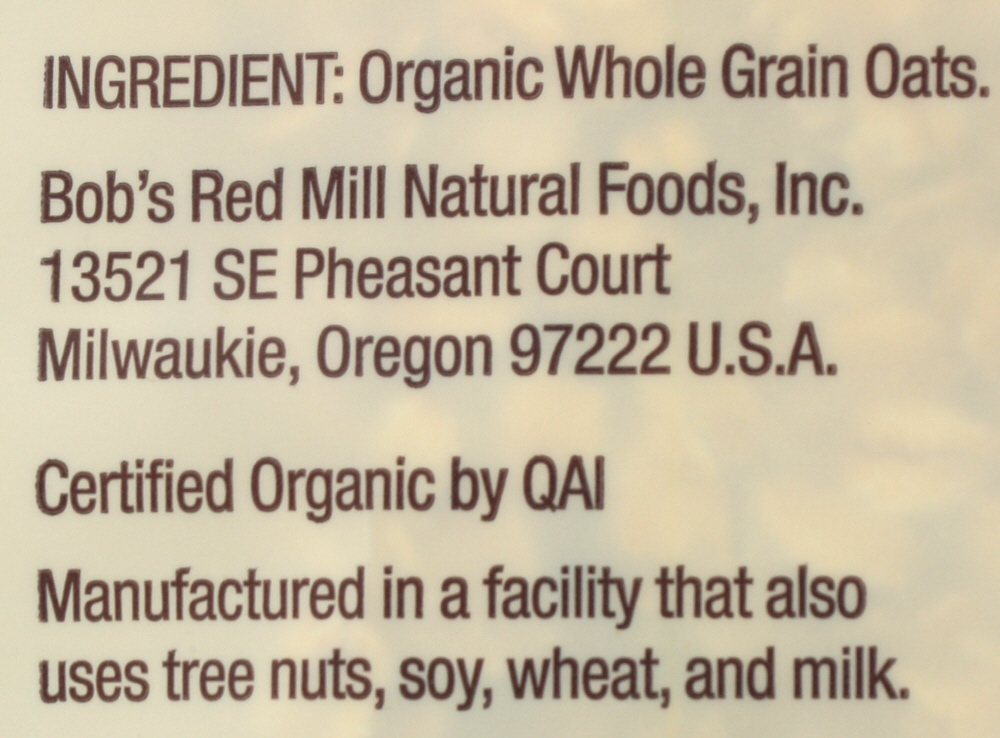 INGREDIENT: Organic Whole Grain Oats.
Bob's Red Mill Natural Foods, Inc.
13521 SE Pheasant Court
Milwaukie, Oregon 97222 U.S.A.
Certified Organic by QAI
Manufactured in a facility that also
uses tree nuts, soy, wheat, and milk.